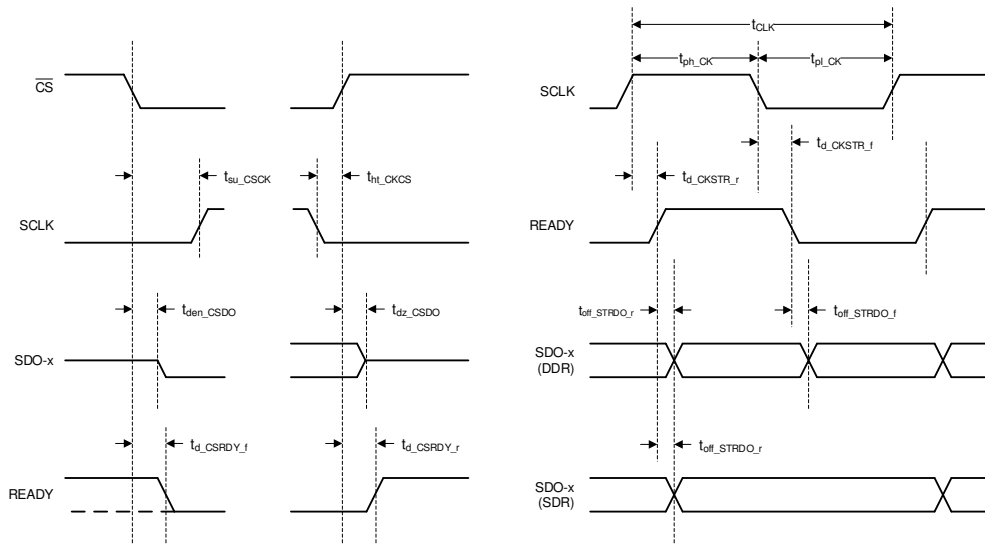 t_CLK
t_ph_CK t_pl_CK
CS
SCLK
t_d_CKSTR_f
t_su_CSCK t_ht_CKCS
t_d_CKSTR_r
SCLK
READY
t_den_CSDO t_dz_CSDO
t_off_STRDO_r t_off_STRDO_f
SDO-x
SDO-x
(DDR)
t_d_CSRDY_f t_d_CSRDY_r
t_off_STRDO_r
READY
SDO-x
(SDR)